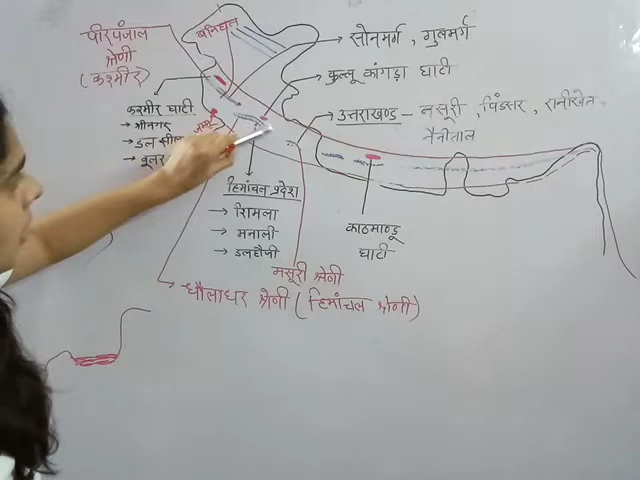 पीरपंजाल
श्रेणी
(कश्मीर)
बनिहाल
सोनमर्ग, गुलमर्ग
कुल्लू कांगड़ा घाटी
उत्तराखण्ड - मसूरी, पिंडसर, रानीखेत,
नैनीताल
कश्मीर घाटी
→ श्रीनगर
→ डल झील
→ वूलर
हिमांचल प्रदेश
→ शिमला
→ मनाली
→ डलहौजी
काठमाण्डू
घाटी
मसूरी श्रेणी
धौलाधर श्रेणी (हिमांचल श्रेणी)